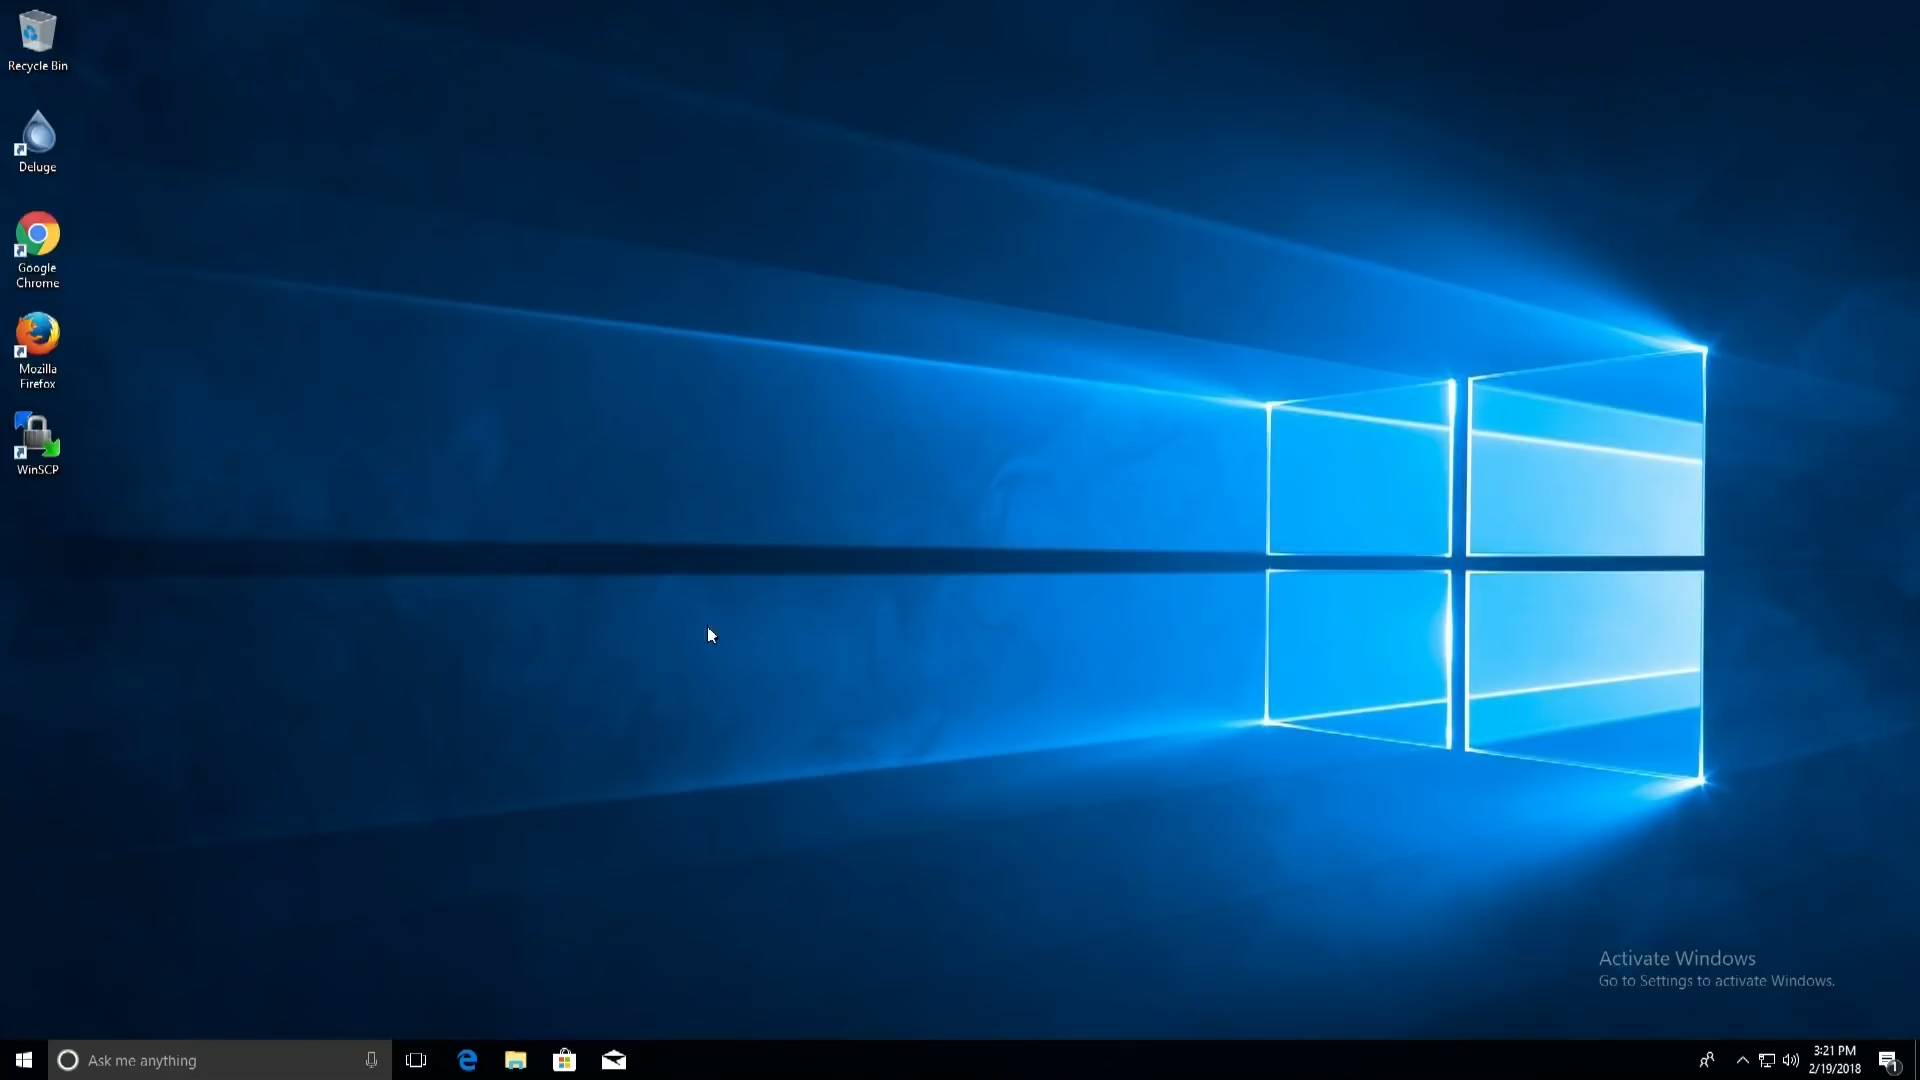 Recycle Bin
Deluge
Google
Chrome
Mozilla
Firefox
WinSCP
Activate Windows
Go to Settings to activate Windows.
Ask me anything
3:21 PM
2/19/2018
1